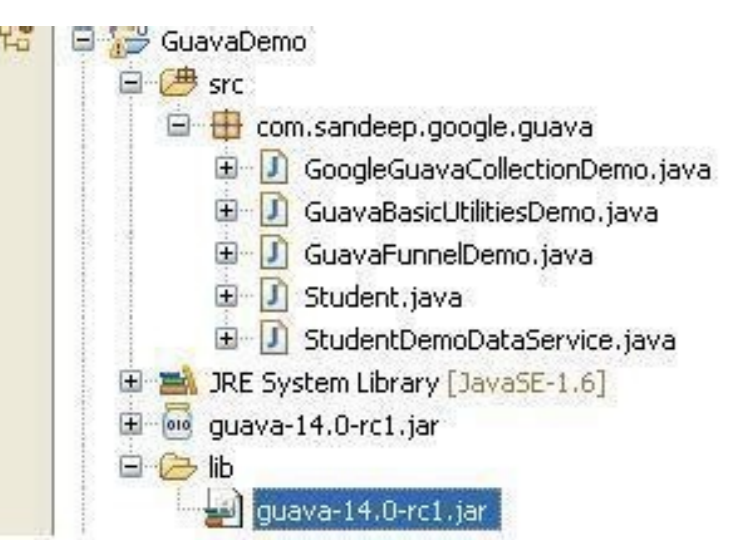 GuavaDemo
src
com.sandeep.google.guava
GoogleGuavaCollectionDemo.java
GuavaBasicUtilitiesDemo.java
GuavaFunnelDemo.java
Student.java
StudentDemoDataService.java
JRE System Library [JavaSE-1.6]
guava-14.0-rc1.jar
lib
guava-14.0-rc1.jar